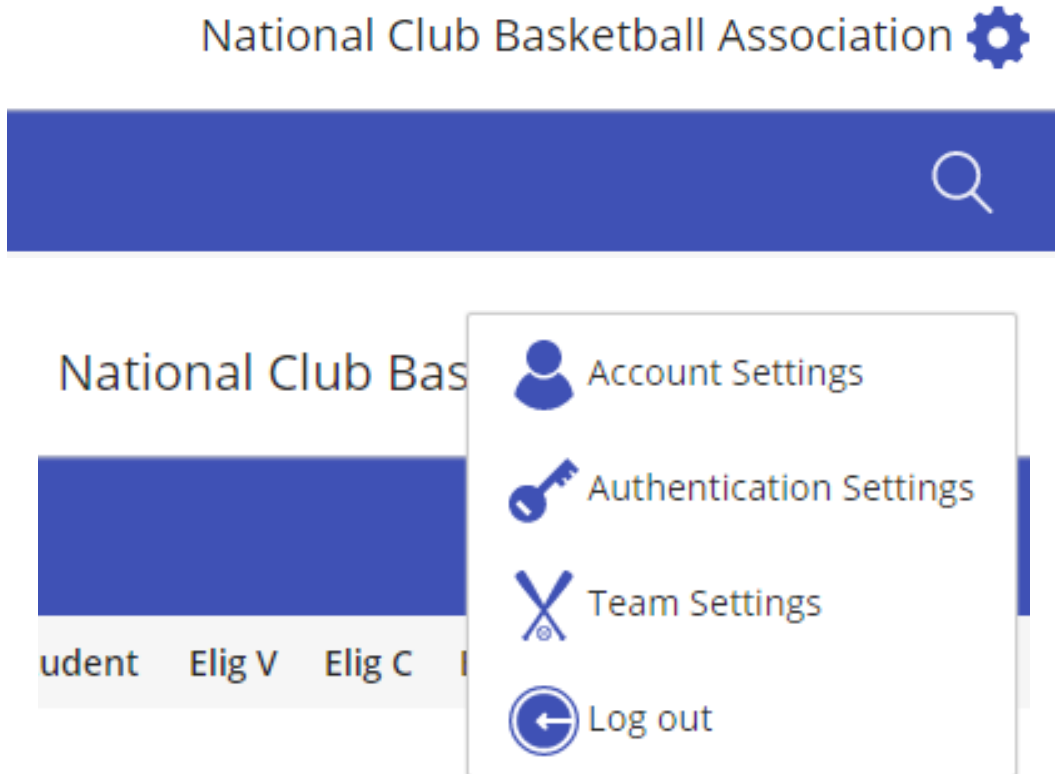 National Club Basketball Association
National Club Bas
Account Settings
Authentication Settings
Team Settings
udent Elig V Elig C
Log out